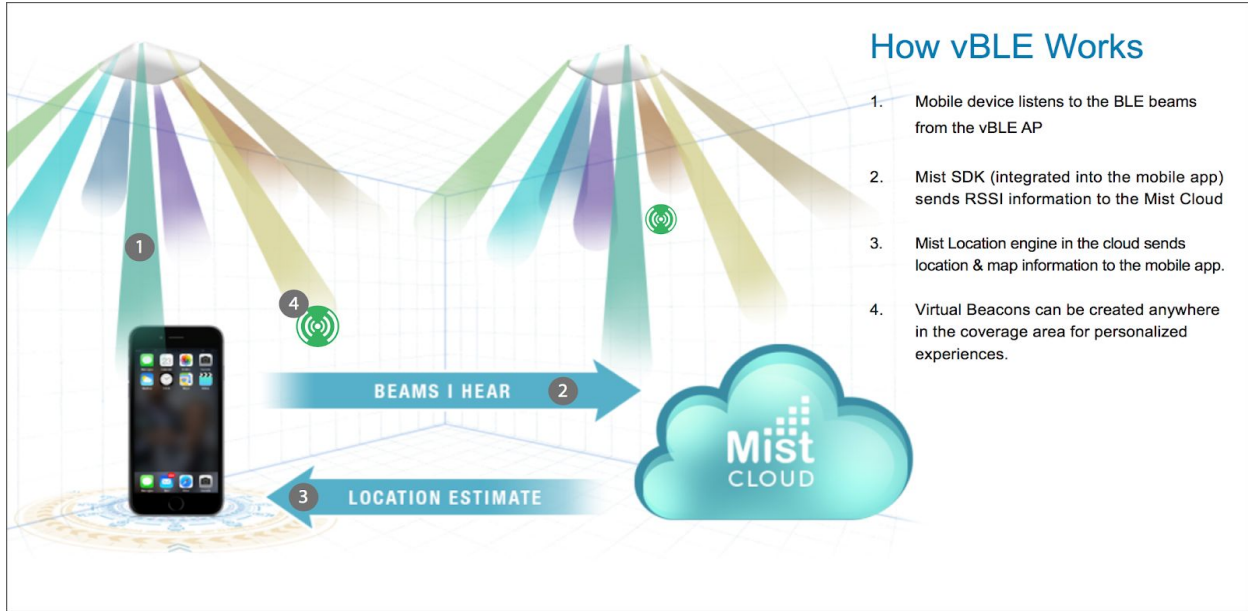 How vBLE Works
1. Mobile device listens to the BLE beams
from the vBLE AP
2. Mist SDK (integrated into the mobile app)
sends RSSI information to the Mist Cloud
3. Mist Location engine in the cloud sends
location & map information to the mobile app.
4. Virtual Beacons can be created anywhere
in the coverage area for personalized
experiences.
1
4
BEAMS I HEAR 2
3 LOCATION ESTIMATE
Mist
CLOUD